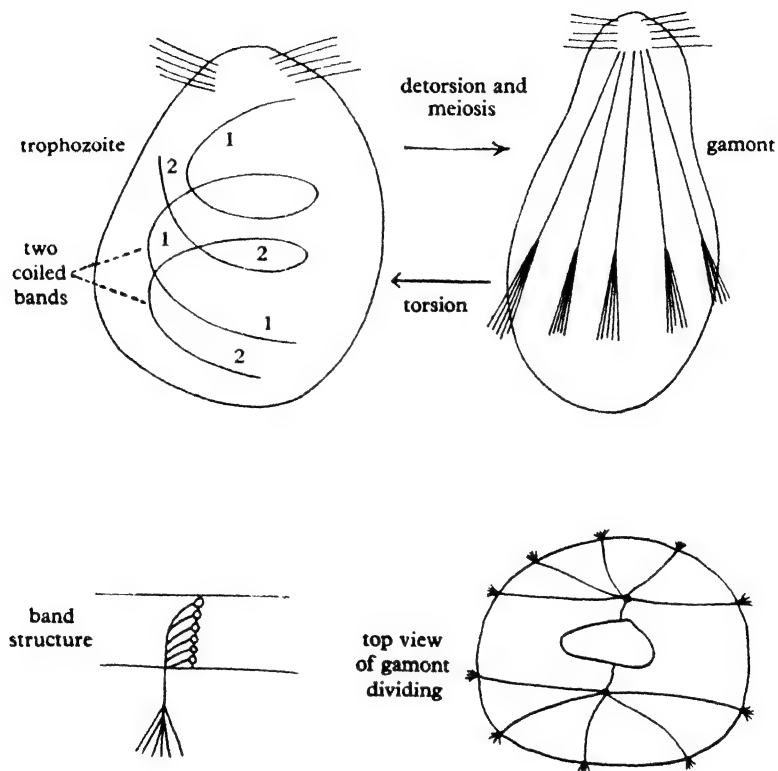 trophozoite
1
2
two
coiled
bands
1
2
1
2
detorsion and
meiosis
torsion
gamont
band
structure
top view
of gamont
dividing